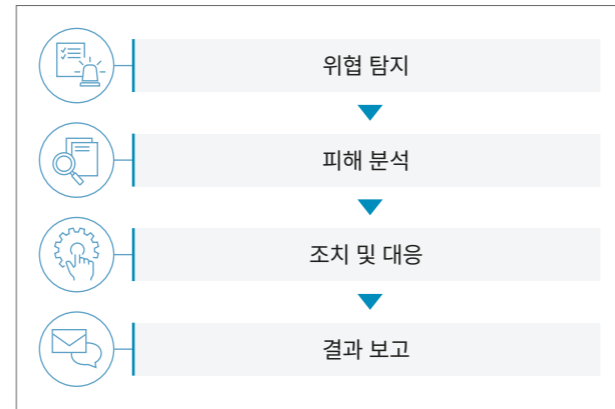 위협 탐지
피해 분석
조치 및 대응
결과 보고